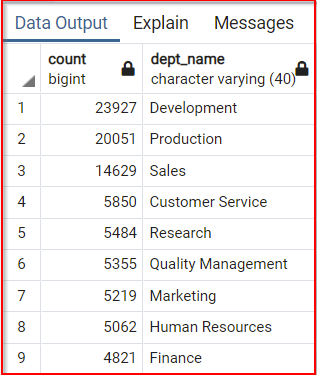 Data Output Explain Messages
count dept_name
bigint character varying (40)
1 23927 Development
2 20051 Production
3 14629 Sales
4 5850 Customer Service
5 5484 Research
6 5355 Quality Management
7 5219 Marketing
8 5062 Human Resources
9 4821 Finance